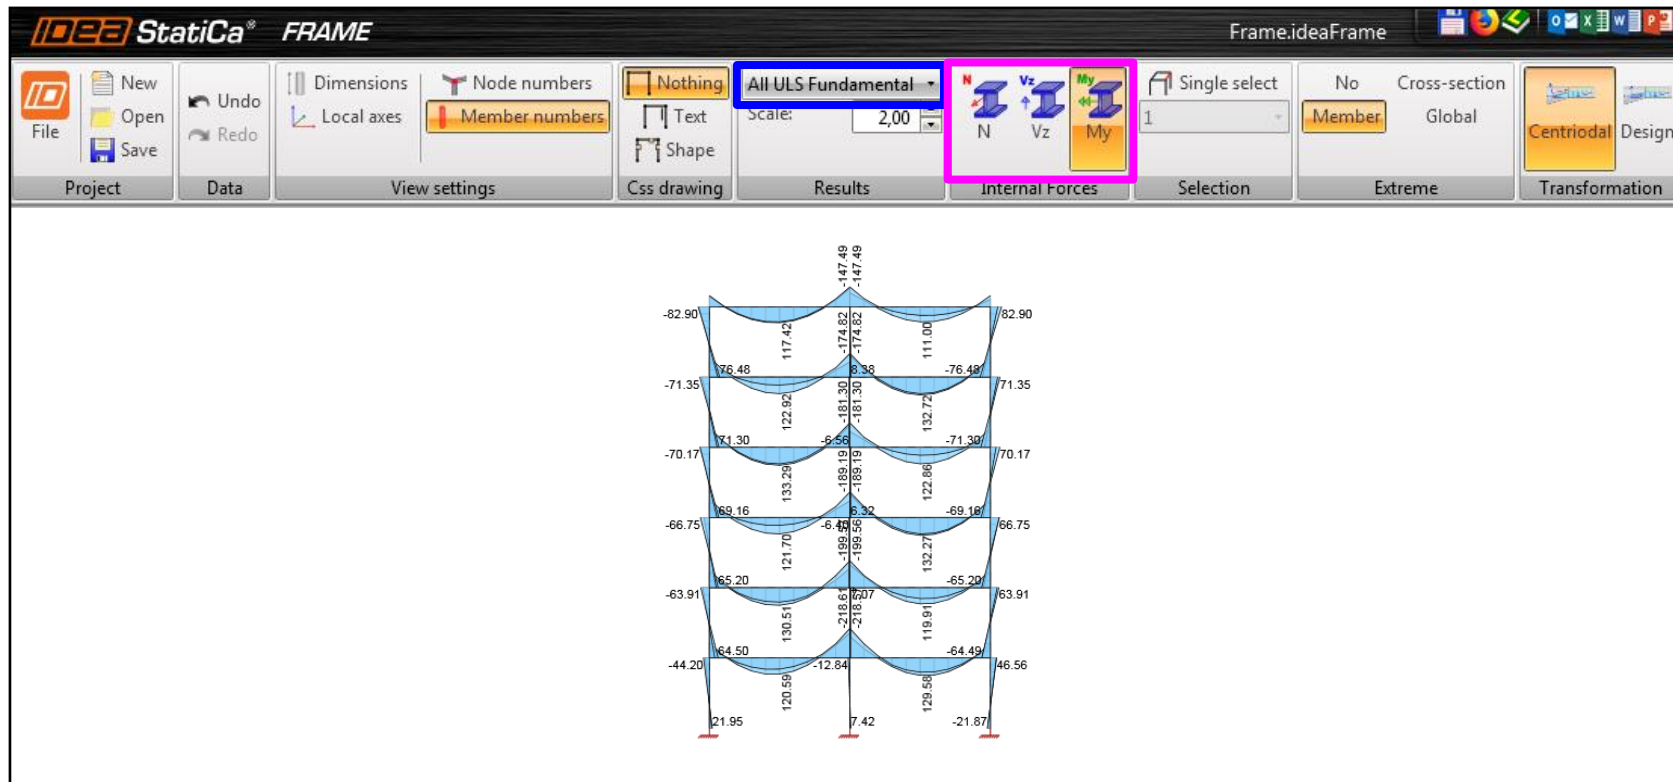 IDEA StatiCa® FRAME
Frame.ideaFrame
New
Open
Save
File
Project
Undo
Redo
Data
Dimensions
Local axes
Node numbers
Member numbers
View settings
Nothing
Text
Shape
Css drawing
All ULS Fundamental
Scale:
2,00
Results
N
N
Vz
Vz
My
My
Internal Forces
Single select
1
Selection
No
Member
Cross-section
Global
Extreme
Centriodal
Design
Transformation
-147.49
-147.49
-82.90
82.90
117.42
-174.82
-174.82
111.00
76.48
8.38
-76.48
-71.35
71.35
122.92
-181.30
-181.30
132.72
71.30
-6.56
-71.30
-70.17
70.17
133.29
-189.19
-189.19
122.86
69.16
6.32
-69.16
-66.75
-6.40
-199.56
66.75
121.70
132.27
65.20
7.07
-65.20
-63.91
63.91
130.51
-218.61
119.91
64.50
-64.49
-44.20
-12.84
46.56
120.59
129.58
21.95
7.42
-21.87